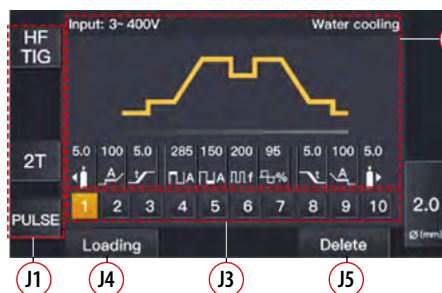 Input: 3~ 400V
Water cooling
HF
TIG
2T
PULSE
5.0 100 5.0 285 150 200 95 5.0 100 5.0
A A A f % A
1 2 3 4 5 6 7 8 9 10
2.0
Ø (mm)
Loading
Delete
J1
J4
J3
J5